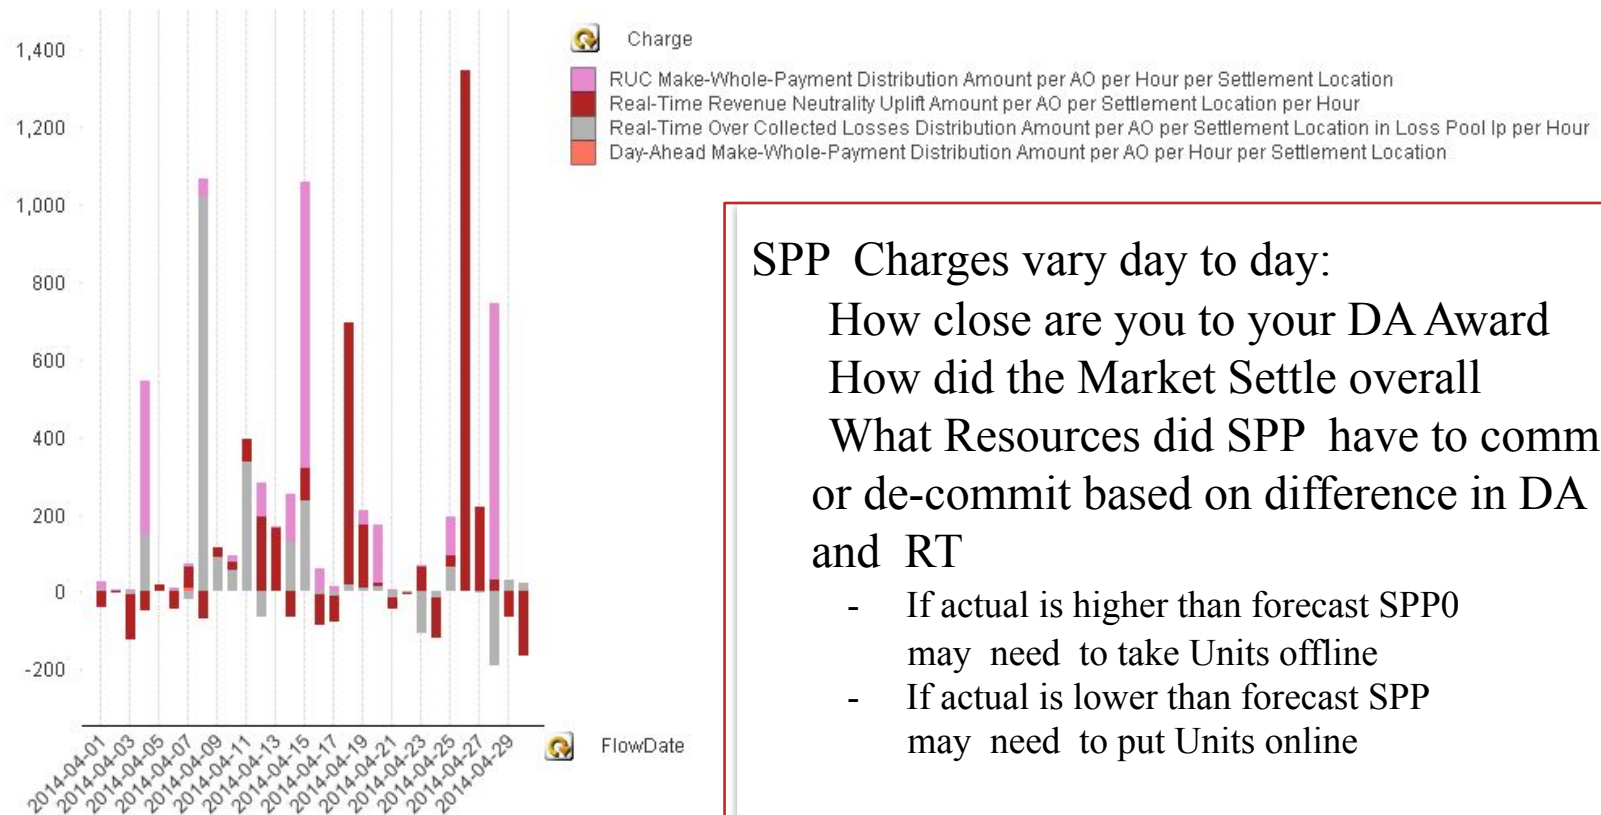 1,400
1,200
1,000
800
600
400
200
0
-200
2014-04-01
2014-04-03
2014-04-05
2014-04-07
2014-04-09
2014-04-11
2014-04-13
2014-04-15
2014-04-17
2014-04-19
2014-04-21
2014-04-23
2014-04-25
2014-04-27
2014-04-29
FlowDate
Charge
RUC Make-Whole-Payment Distribution Amount per AO per Hour per Settlement Location
Real-Time Revenue Neutrality Uplift Amount per AO per Settlement Location per Hour
Real-Time Over Collected Losses Distribution Amount per AO per Settlement Location in Loss Pool lp per Hour
Day-Ahead Make-Whole-Payment Distribution Amount per AO per Hour per Settlement Location
SPP Charges vary day to day:
How close are you to your DA Award
How did the Market Settle overall
What Resources did SPP have to comm
or de-commit based on difference in DA
and RT
- If actual is higher than forecast SPP0
may need to take Units offline
- If actual is lower than forecast SPP
may need to put Units online